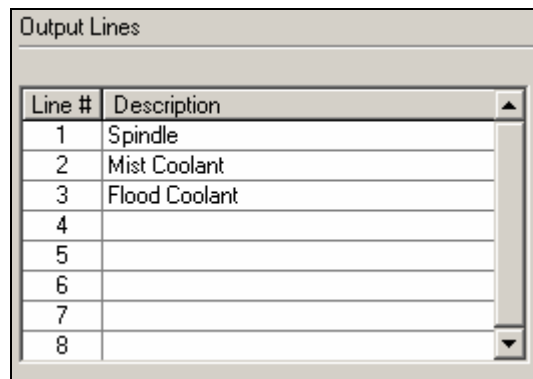 Output Lines
Line # Description
1 Spindle
2 Mist Coolant
3 Flood Coolant
4
5
6
7
8